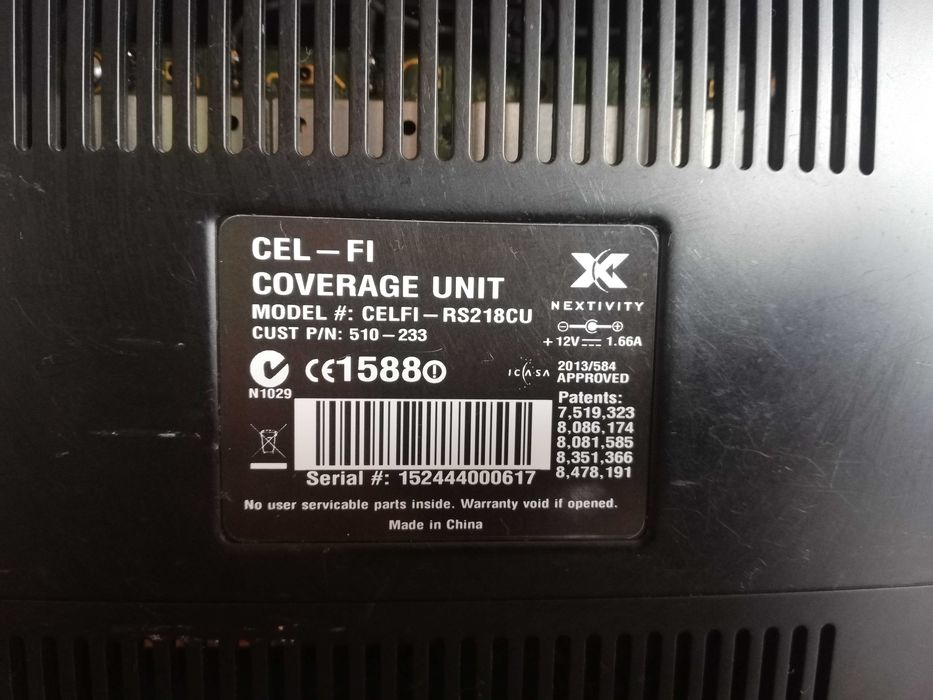 CEL-FI
COVERAGE UNIT
MODEL #: CELFI-RS218CU
CUST P/N: 510-233
NEXTIVITY
+12V 1.66A
N1029
CE1588
ICASA 2013/584
APPROVED
Patents:
7,519,323
8,086,174
8,081,585
8,351,366
8,478,191
Serial #: 152444000617
No user servicable parts inside. Warranty void if opened.
Made in China